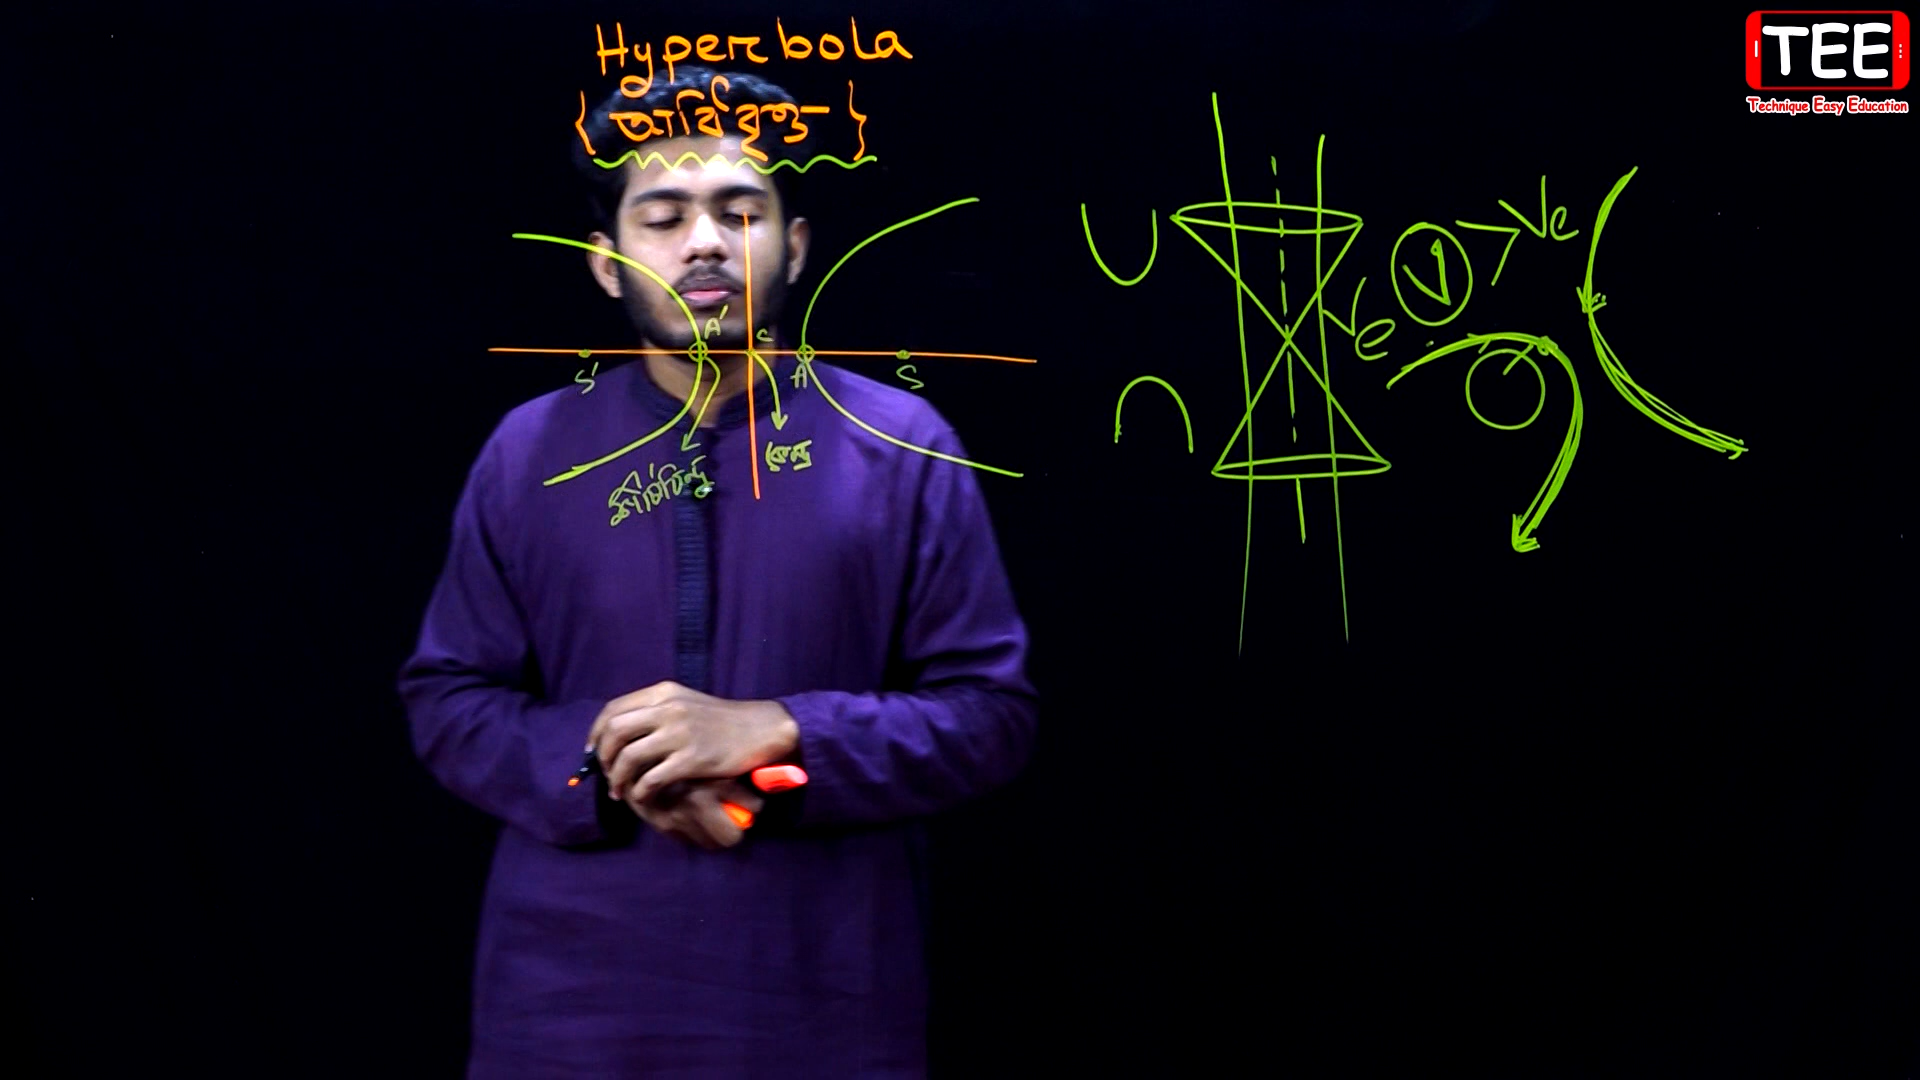 Hyperbola
{ অধিবৃত্ত }
A'
C
S'
A
S
কেন্দ্র
শীর্ষবিন্দু
V > Ve
Ve
TEE
Technique Easy Education